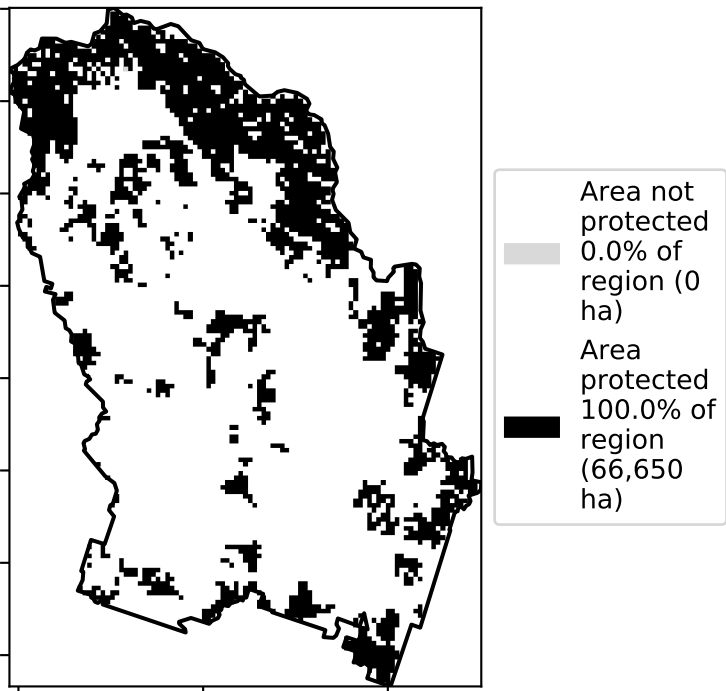 Area not
protected
0.0% of
region (0
ha)
Area
protected
100.0% of
region
(66,650
ha)